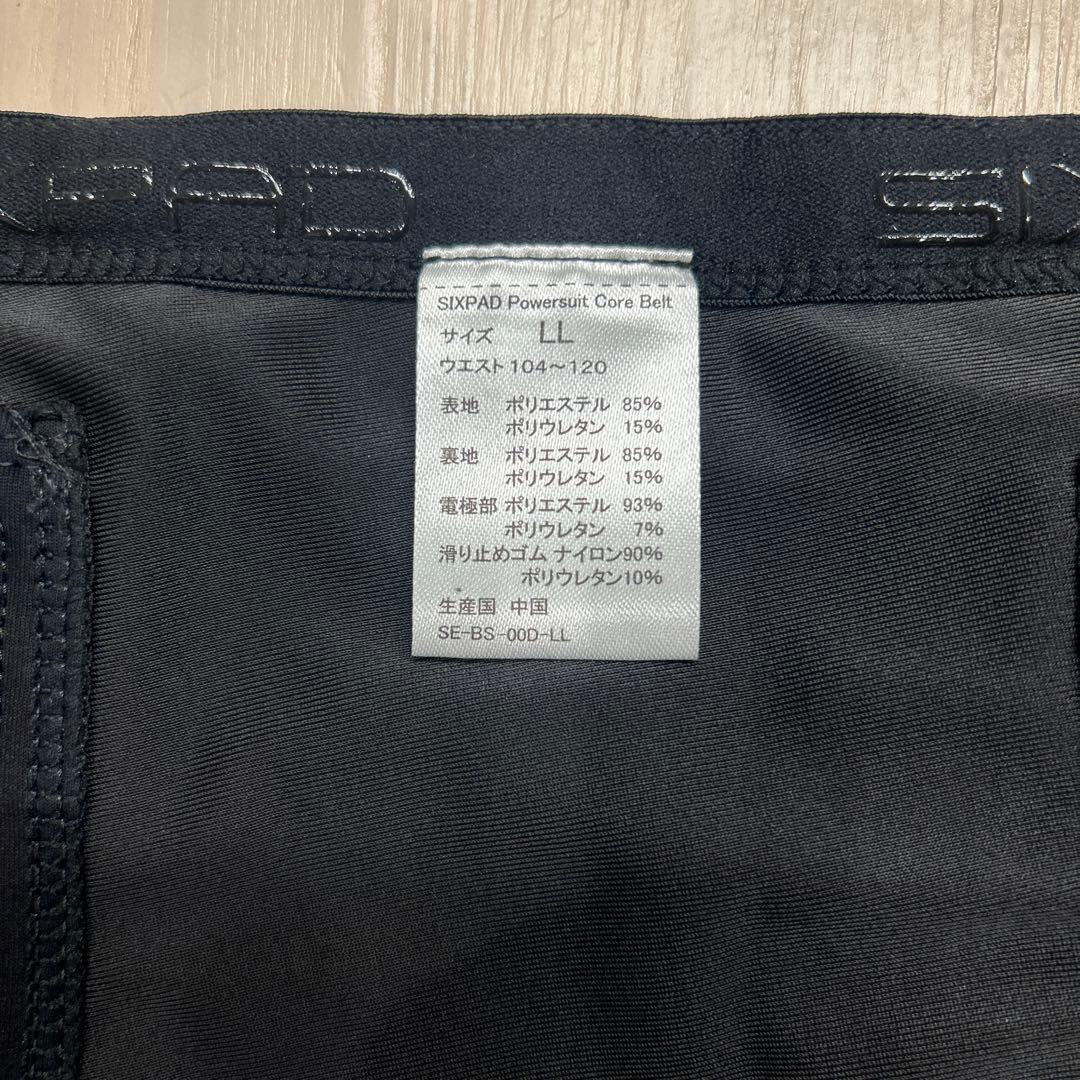 XPAD SIX
SIXPAD Powersuit Core Belt
サイズ LL
ウエスト 104～120
表地 ポリエステル 85%
ポリウレタン 15%
裏地 ポリエステル 85%
ポリウレタン 15%
電極部 ポリエステル 93%
ポリウレタン 7%
滑り止めゴム ナイロン90%
ポリウレタン10%
生産国 中国
SE-BS-00D-LL